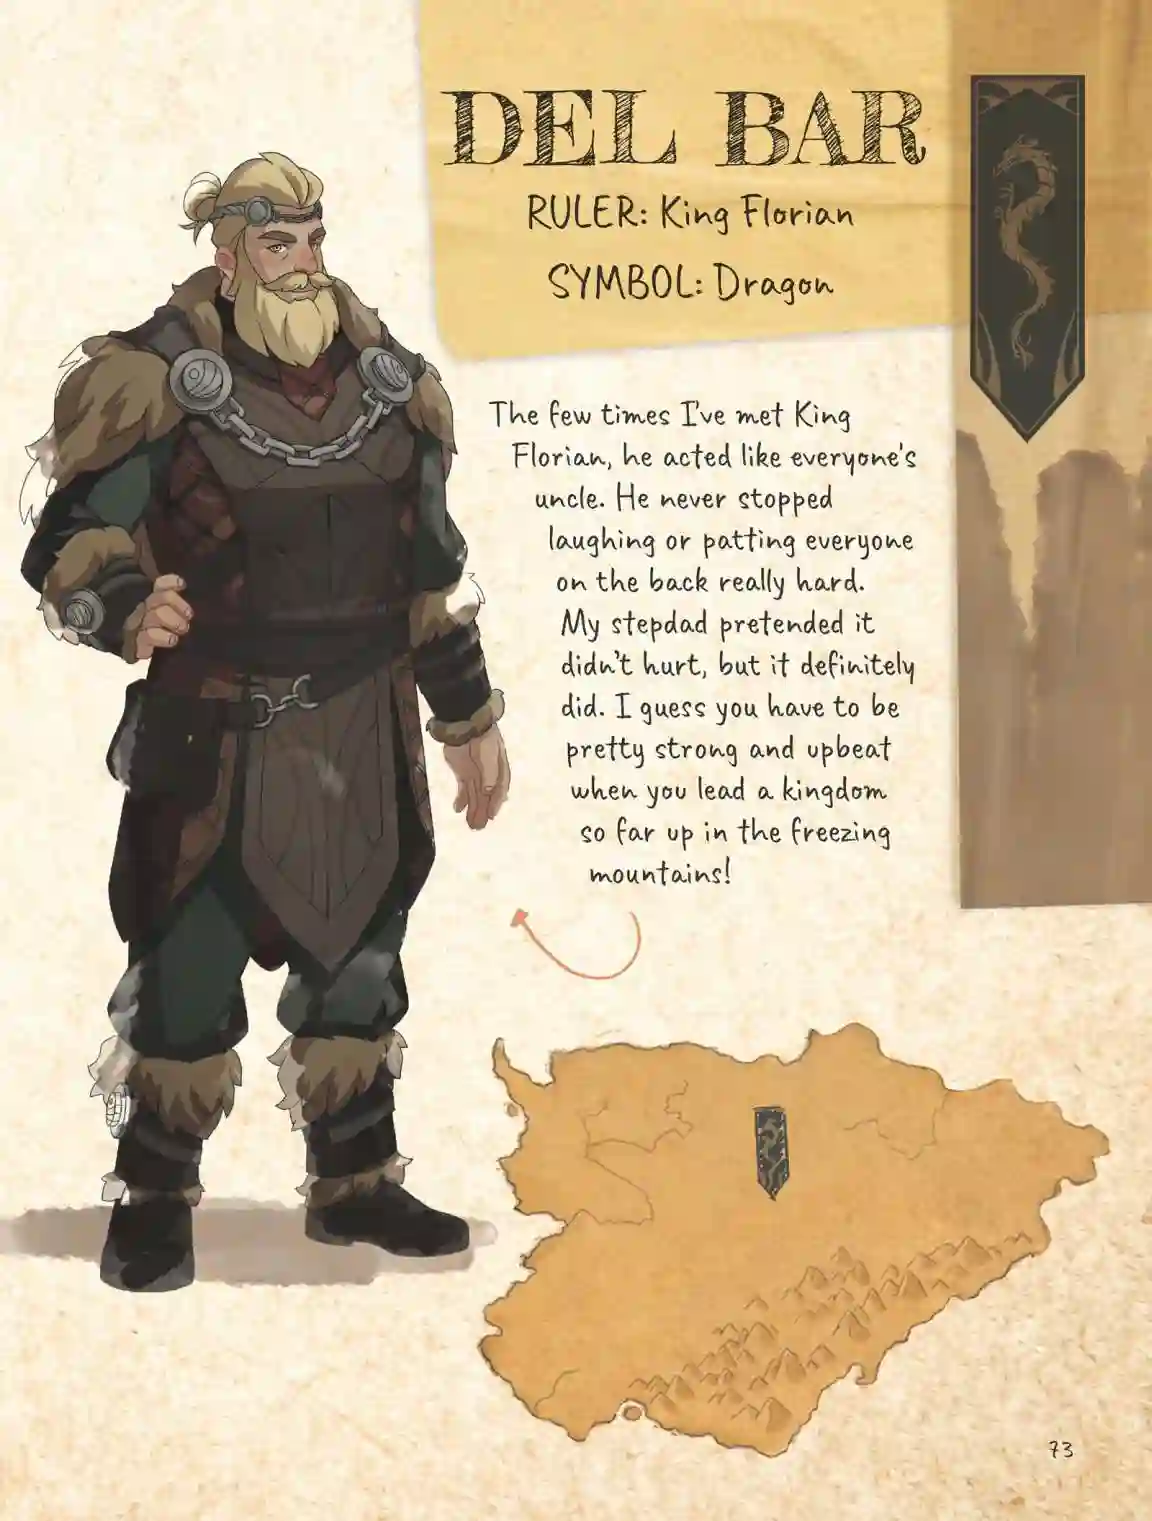 DEL BAR
RULER: King Florian
SYMBOL: Dragon
The few times I've met King
Florian, he acted like everyone's
uncle. He never stopped
laughing or patting everyone
on the back really hard.
My stepdad pretended it
didn't hurt, but it definitely
did. I guess you have to be
pretty strong and upbeat
when you lead a kingdom
so far up in the freezing
mountains!
73